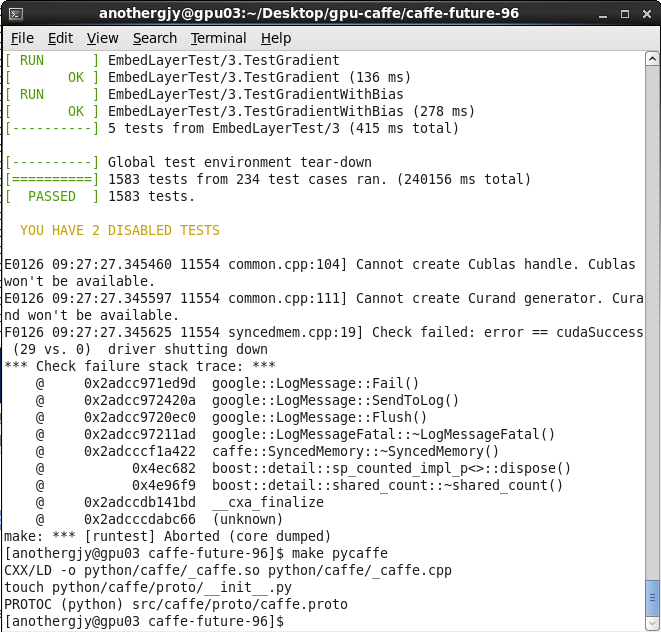 anothergjy@gpu03:~/Desktop/gpu-caffe/caffe-future-96
File Edit View Search Terminal Help
[ RUN      ] EmbedLayerTest/3.TestGradient
[       OK ] EmbedLayerTest/3.TestGradient (136 ms)
[ RUN      ] EmbedLayerTest/3.TestGradientWithBias
[       OK ] EmbedLayerTest/3.TestGradientWithBias (278 ms)
[----------] 5 tests from EmbedLayerTest/3 (415 ms total)
[----------] Global test environment tear-down
[==========] 1583 tests from 234 test cases ran. (240156 ms total)
[  PASSED  ] 1583 tests.
  YOU HAVE 2 DISABLED TESTS
E0126 09:27:27.345460 11554 common.cpp:104] Cannot create Cublas handle. Cublas
won't be available.
E0126 09:27:27.345597 11554 common.cpp:111] Cannot create Curand generator. Cura
nd won't be available.
F0126 09:27:27.345625 11554 syncedmem.cpp:19] Check failed: error == cudaSuccess
 (29 vs. 0)  driver shutting down
*** Check failure stack trace: ***
    @     0x2adcc971ed9d  google::LogMessage::Fail()
    @     0x2adcc972420a  google::LogMessage::SendToLog()
    @     0x2adcc9720ec0  google::LogMessage::Flush()
    @     0x2adcc97211ad  google::LogMessageFatal::~LogMessageFatal()
    @     0x2adcccf1a422  caffe::SyncedMemory::~SyncedMemory()
    @           0x4ec682  boost::detail::sp_counted_impl_p<>::dispose()
    @           0x4e96f9  boost::detail::shared_count::~shared_count()
    @     0x2adccdb141bd  __cxa_finalize
    @     0x2adcccdabc66  (unknown)
make: *** [runtest] Aborted (core dumped)
[anothergjy@gpu03 caffe-future-96]$ make pycaffe
CXX/LD -o python/caffe/_caffe.so python/caffe/_caffe.cpp
touch python/caffe/proto/__init__.py
PROTOC (python) src/caffe/proto/caffe.proto
[anothergjy@gpu03 caffe-future-96]$